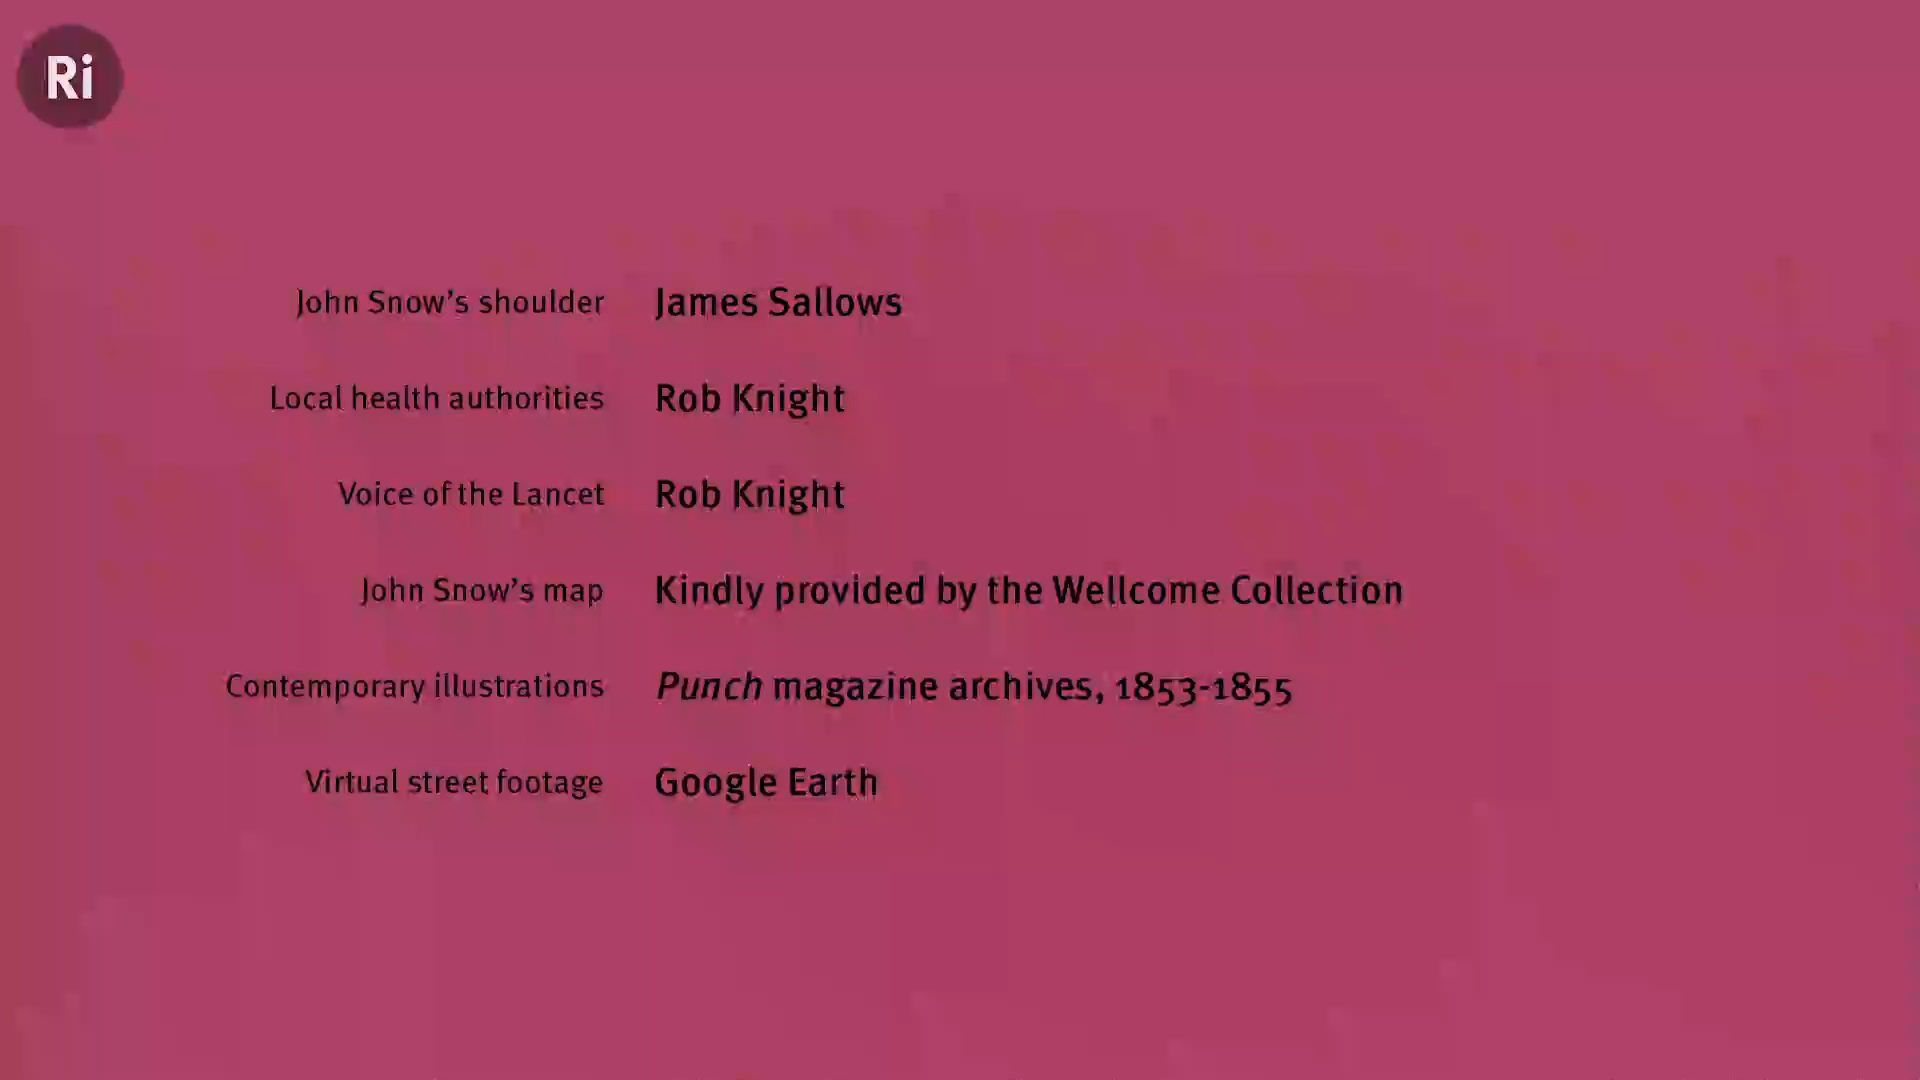 Ri
John Snow’s shoulder James Sallows
Local health authorities Rob Knight
Voice of the Lancet Rob Knight
John Snow’s map Kindly provided by the Wellcome Collection
Contemporary illustrations Punch magazine archives, 1853-1855
Virtual street footage Google Earth